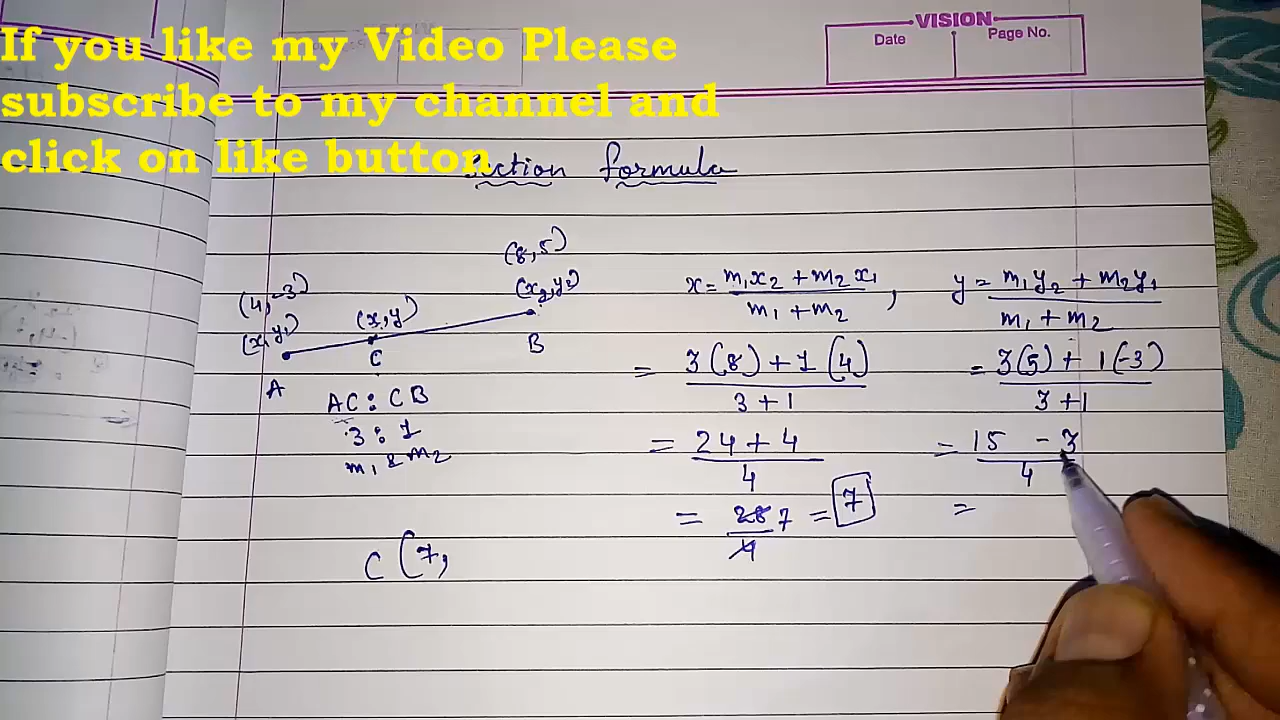 If you like my Video Please
subscribe to my channel and
click on like button
VISION
Date
Page No.
Section formula
(8,5)
(x2,y2)
(4,-3)
(x1,y1)
(x,y)
A
C
B
AC : CB
3 : 1
m1 & m2
C (7,
x = m1x2 + m2x1 / m1 + m2 ,
= 3(8) + 1(4) / 3 + 1
= 24 + 4 / 4
= 28 7 / 4 = 7
y = m1y2 + m2y1 / m1 + m2
= 3(5) + 1(-3) / 3 + 1
= 15 - 3 / 4
=